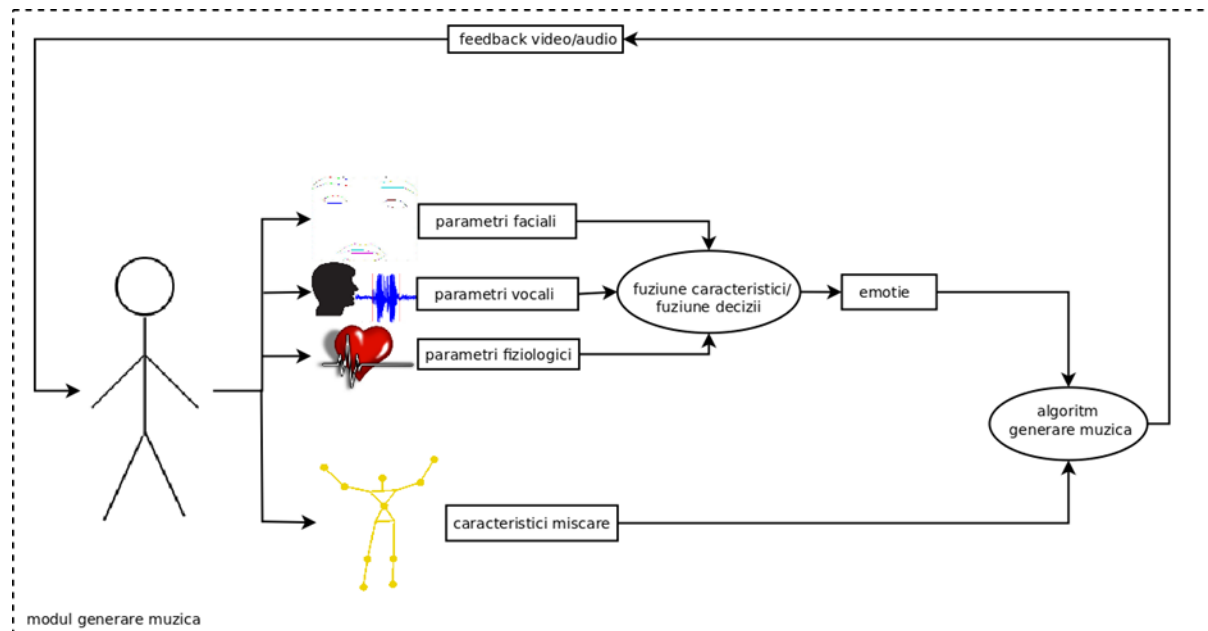 feedback video/audio
parametri faciali
parametri vocali
fuziune caracteristici/
fuziune decizii
emotie
parametri fiziologici
algoritm
generare muzica
caracteristici miscare
modul generare muzica